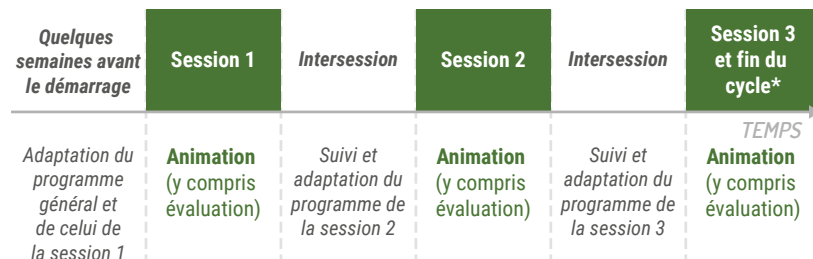 Quelques
semaines avant
le démarrage
Session 1
Intersession
Session 2
Intersession
Session 3
et fin du
cycle*
TEMPS
Adaptation du
programme
général et
de celui de
la session 1
Animation
(y compris
évaluation)
Suivi et
adaptation du
programme de
la session 2
Animation
(y compris
évaluation)
Suivi et
adaptation du
programme de
la session 3
Animation
(y compris
évaluation)